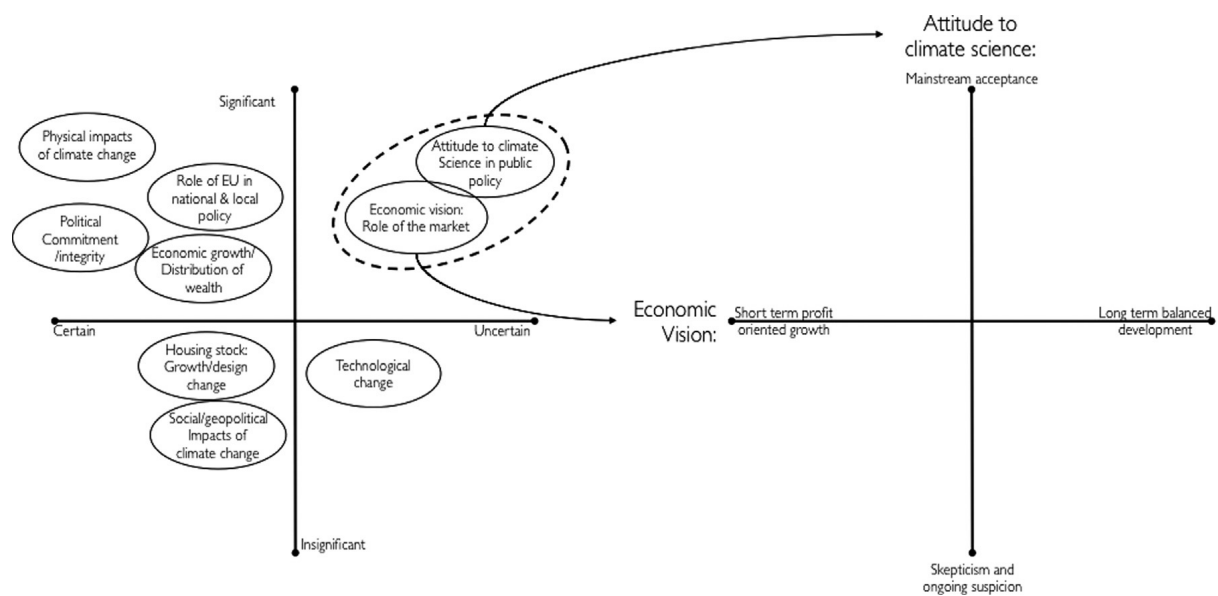 Attitude to
climate science:
Mainstream acceptance
Significant
Physical impacts
of climate change
Attitude to climate
Science in public
policy
Role of EU in
national & local
policy
Economic vision:
Role of the market
Political
Commitment
/integrity
Economic growth/
Distribution of
wealth
Economic
Vision:
Short term profit
oriented growth
Long term balanced
development
Certain
Uncertain
Housing stock:
Growth/design
change
Technological
change
Social/geopolitical
Impacts of
climate change
Insignificant
Skepticism and
ongoing suspicion